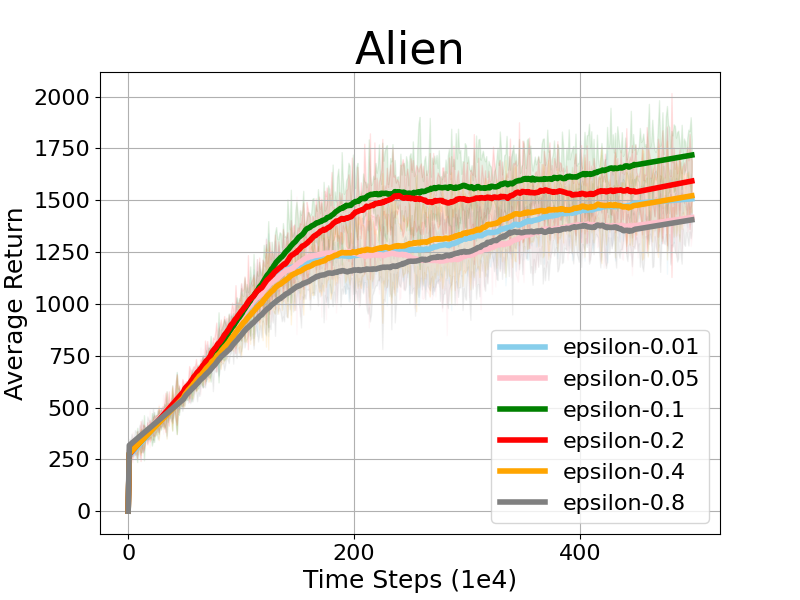 Alien
2000
1750
1500
1250
1000
750
500
250
0
Average Return
0 200 400
Time Steps (1e4)
epsilon-0.01
epsilon-0.05
epsilon-0.1
epsilon-0.2
epsilon-0.4
epsilon-0.8